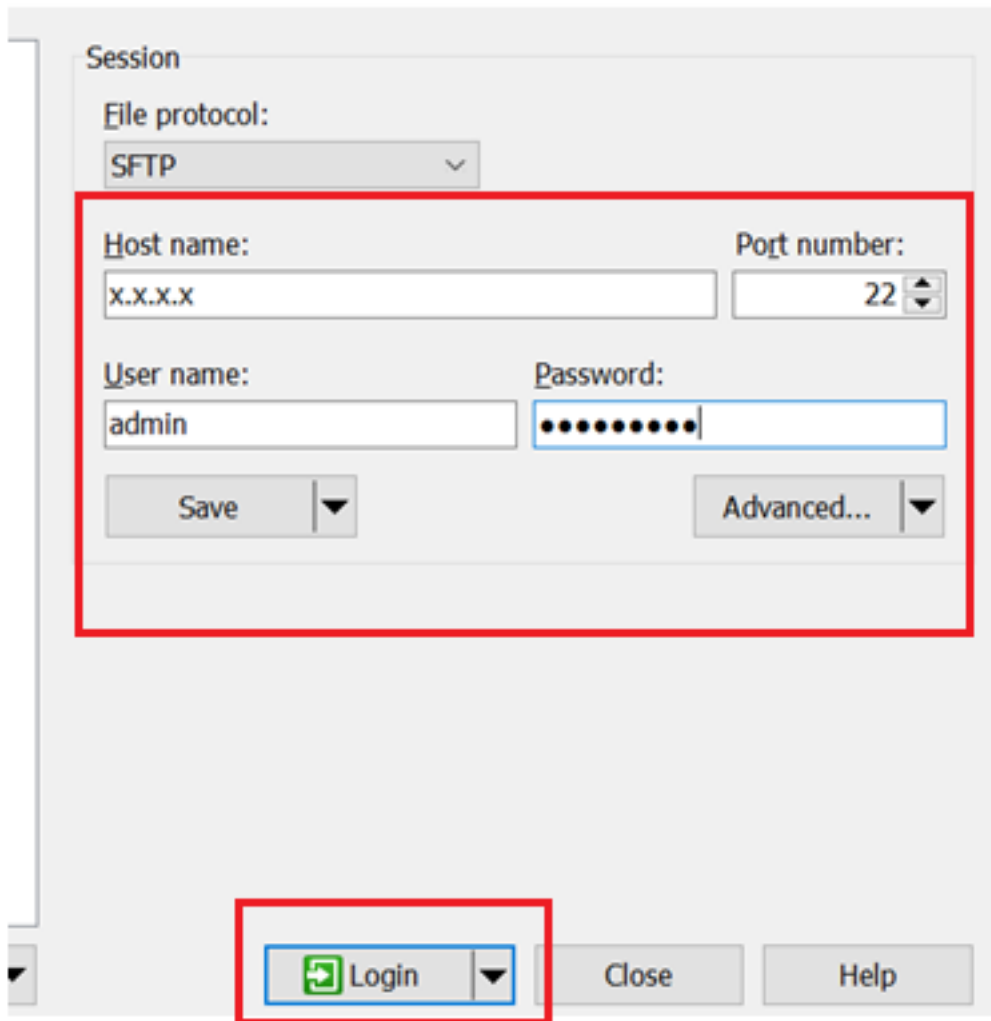 Session
File protocol:
SFTP
Host name: Port number:
x.x.x.x 22
User name: Password:
admin ●●●●●●●●●
Save Advanced...
Login Close Help